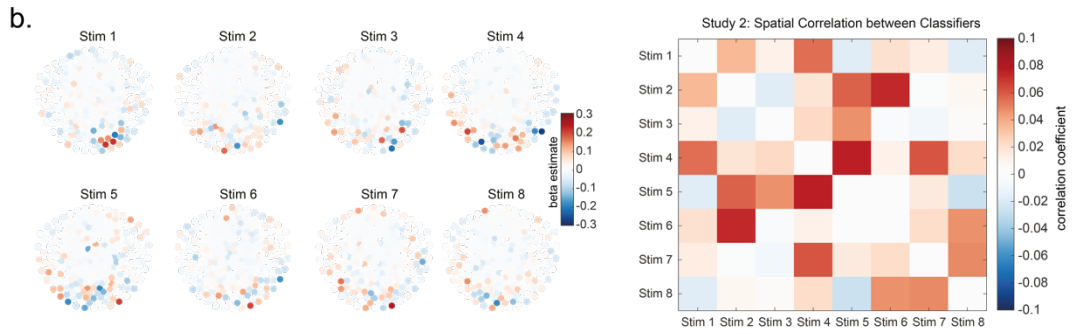 b.
Stim 1
Stim 2
Stim 3
Stim 4
Stim 5
Stim 6
Stim 7
Stim 8
beta estimate
0.3
0.2
0.1
0
-0.1
-0.2
-0.3
Study 2: Spatial Correlation between Classifiers
Stim 1
Stim 2
Stim 3
Stim 4
Stim 5
Stim 6
Stim 7
Stim 8
Stim 1 Stim 2 Stim 3 Stim 4 Stim 5 Stim 6 Stim 7 Stim 8
0.1
0.08
0.06
0.04
0.02
0
-0.02
-0.04
-0.06
-0.08
-0.1
correlation coefficient